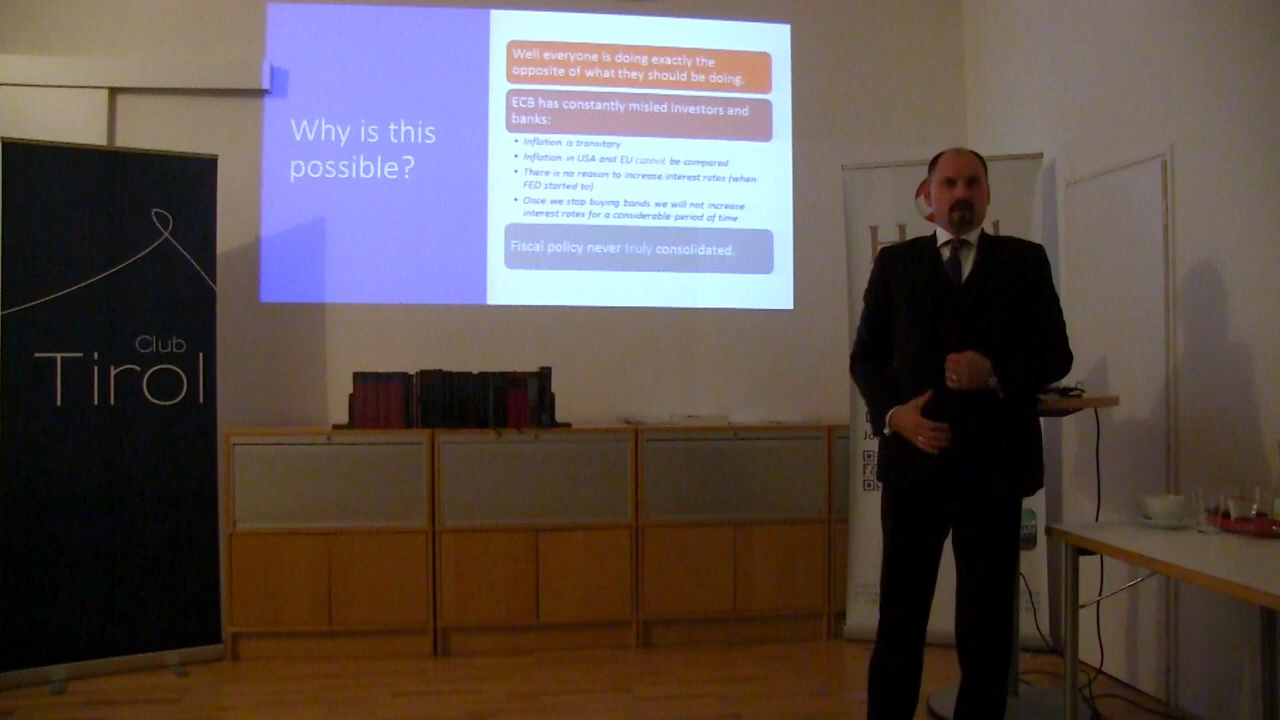 Why is this
possible?
Well everyone is doing exactly the
opposite of what they should be doing.
ECB has constantly misled investors and
banks:
• Inflation is transitary
• Inflation in USA and EU cannot be compared
• There is no reason to increase interest rates (when
FED started to)
• Once we stop buying bands we will not increase
interest rates for a considerable period of time
Fiscal policy never truly consolidated.
Club
Tirol